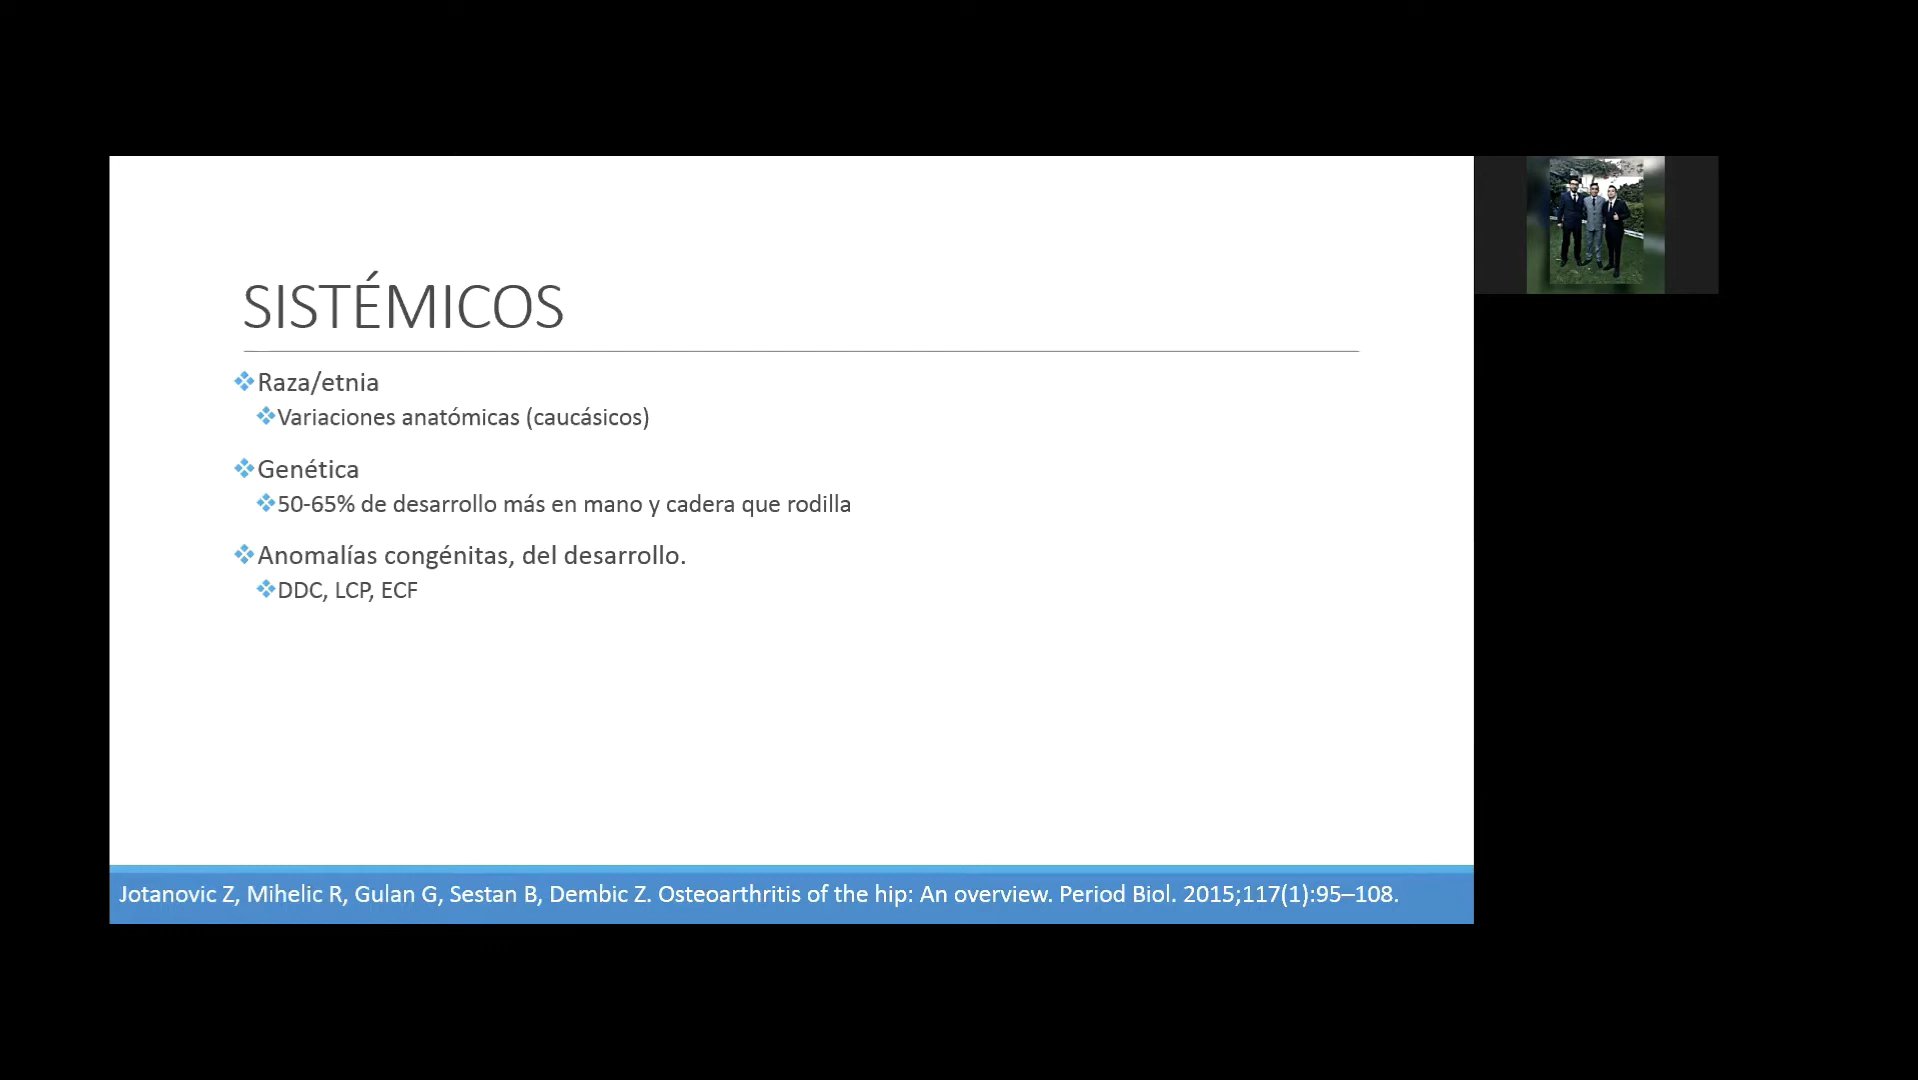 SISTÉMICOS
Raza/etnia
Variaciones anatómicas (caucásicos)
Genética
50-65% de desarrollo más en mano y cadera que rodilla
Anomalías congénitas, del desarrollo.
DDC, LCP, ECF
Jotanovic Z, Mihelic R, Gulan G, Sestan B, Dembic Z. Osteoarthritis of the hip: An overview. Period Biol. 2015;117(1):95–108.